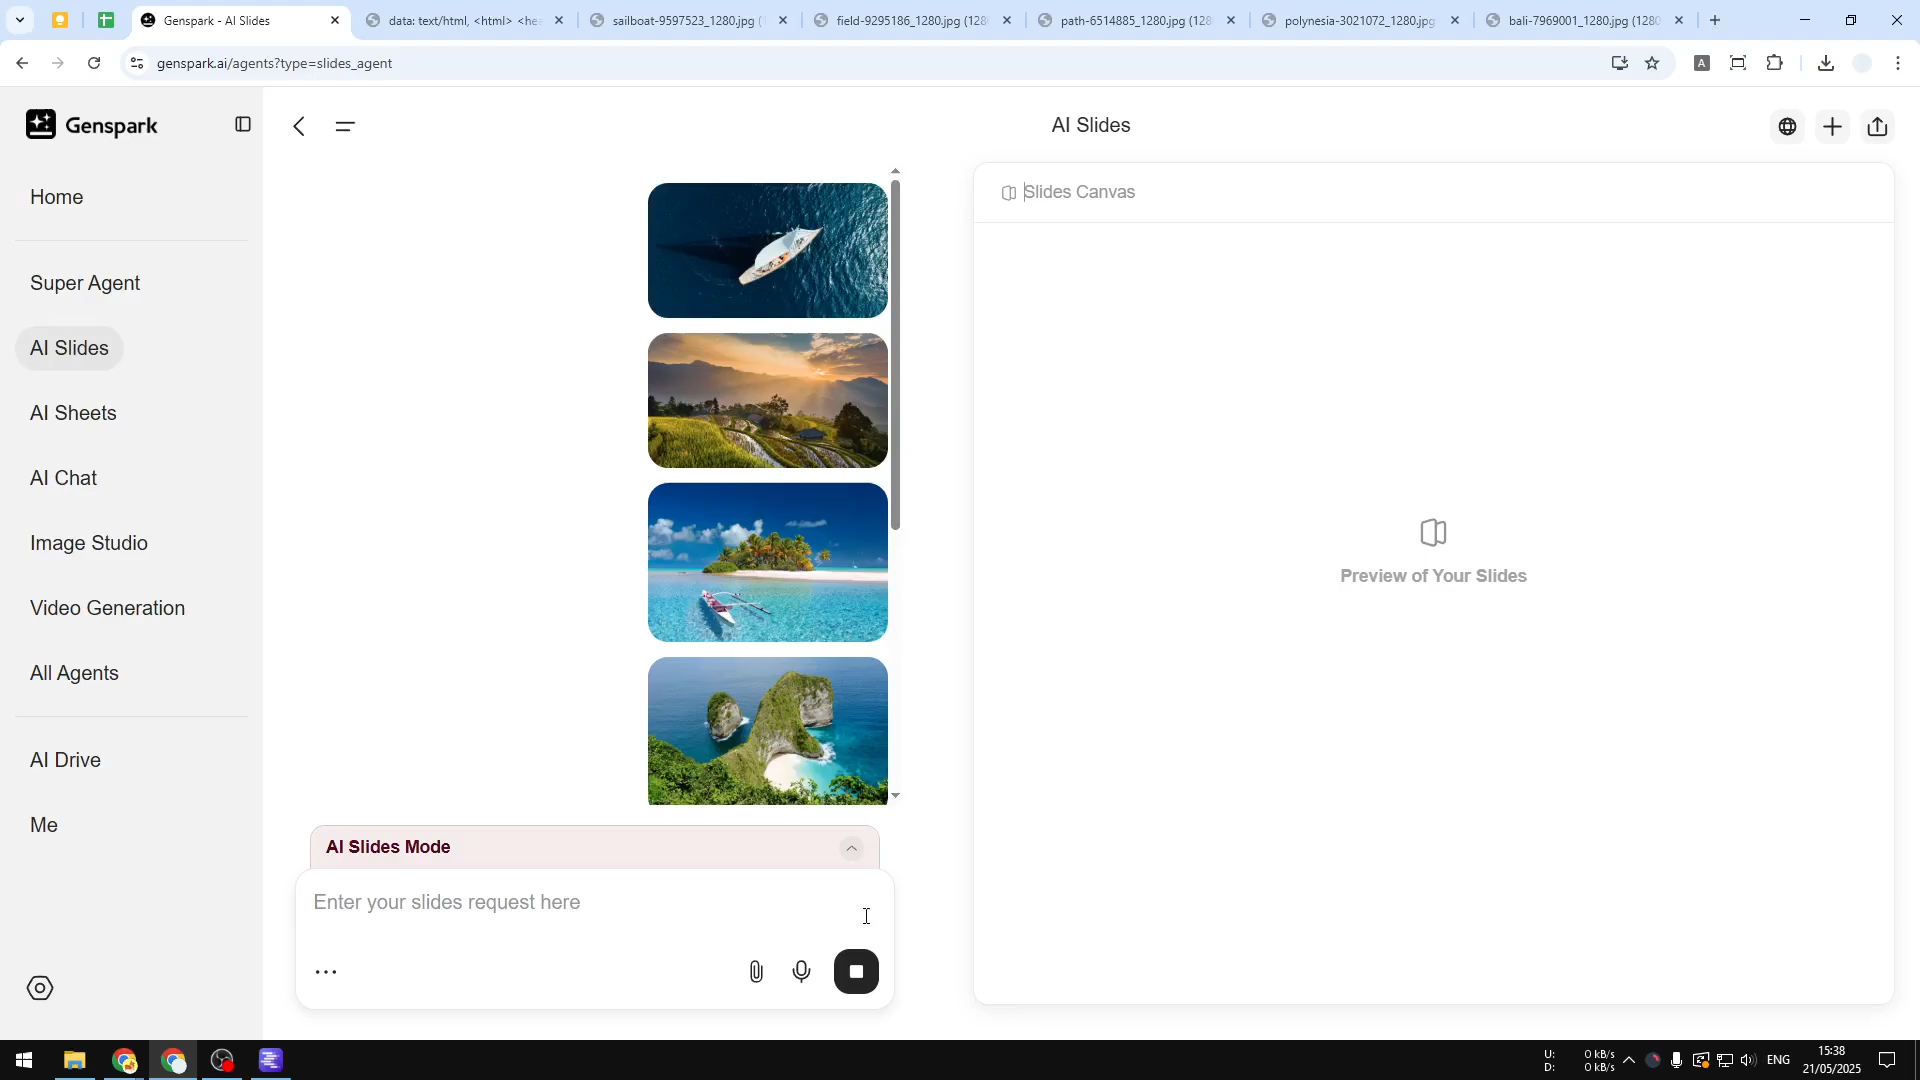 Genspark - AI Slides
data: text/html, <html> <hea
sailboat-9597523_1280.jpg (
field-9295186_1280.jpg (128
path-6514885_1280.jpg (128
polynesia-3021072_1280.jpg
bali-7969001_1280.jpg (1280
genspark.ai/agents?type=slides_agent
A
Genspark
AI Slides
Home
Slides Canvas
Super Agent
AI Slides
AI Sheets
AI Chat
Image Studio
Preview of Your Slides
Video Generation
All Agents
AI Drive
Me
AI Slides Mode
Enter your slides request here
U: 0 kB/s
D: 0 kB/s
ENG
15:38
21/05/2025